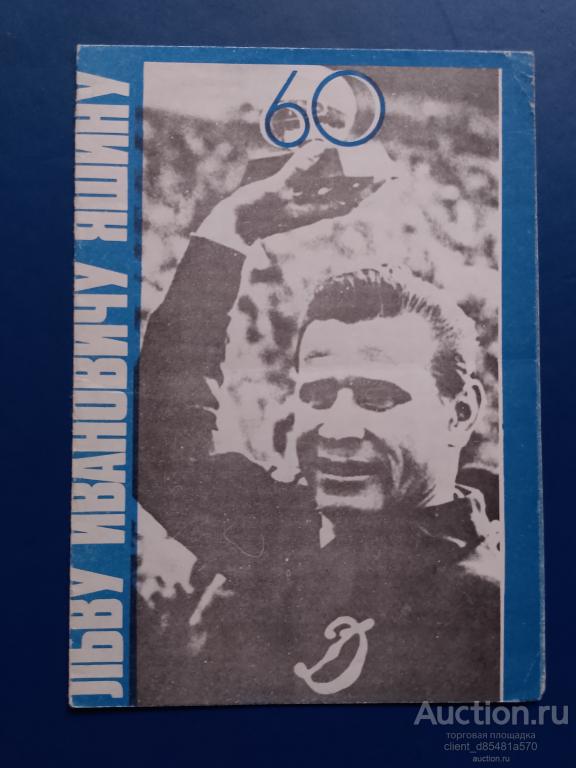 60
ЛЬВУ ИВАНОВИЧУ ЯШИНУ
Д
Auction.ru
торговая площадка
client_d85481a570
auction.ru